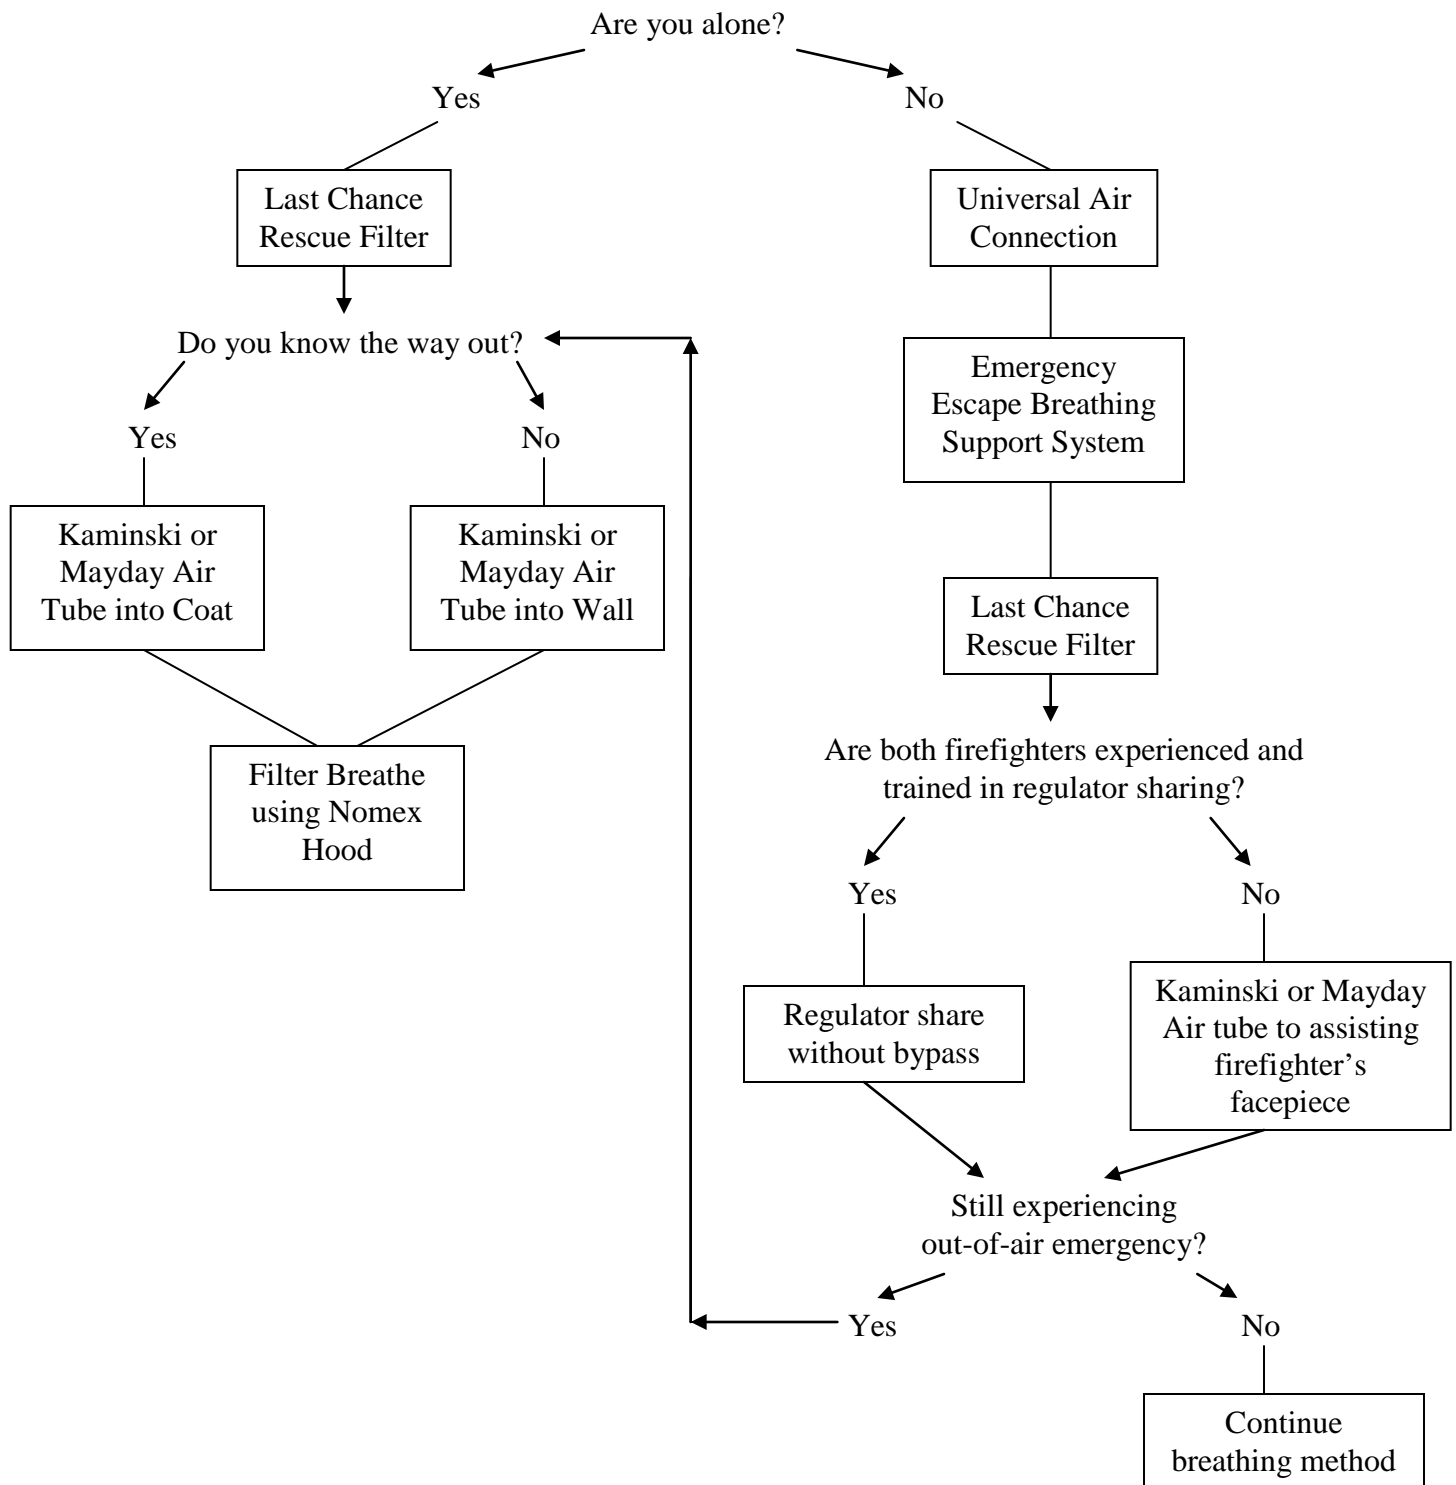 Are you alone?
Yes
No
Last Chance
Rescue Filter
Universal Air
Connection
Do you know the way out?
Emergency
Escape Breathing
Support System
Yes
No
Kaminski or
Mayday Air
Tube into Coat
Kaminski or
Mayday Air
Tube into Wall
Last Chance
Rescue Filter
Filter Breathe
using Nomex
Hood
Are both firefighters experienced and
trained in regulator sharing?
Yes
No
Regulator share
without bypass
Kaminski or Mayday
Air tube to assisting
firefighter’s
facepiece
Still experiencing
out-of-air emergency?
Yes
No
Continue
breathing method